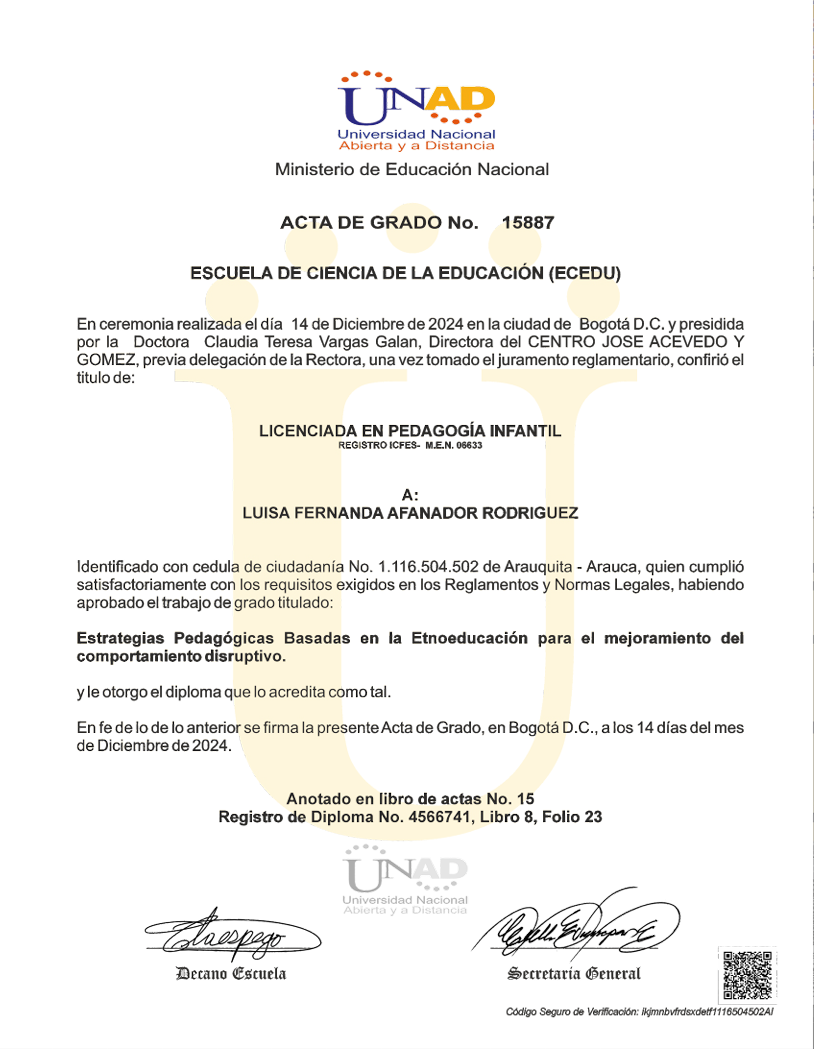 UNAD
Universidad Nacional
Abierta y a Distancia
Ministerio de Educación Nacional
ACTA DE GRADO No. 15887
ESCUELA DE CIENCIA DE LA EDUCACIÓN (ECEDU)
En ceremonia realizada el día 14 de Diciembre de 2024 en la ciudad de Bogotá D.C. y presidida
por la Doctora Claudia Teresa Vargas Galan, Directora del CENTRO JOSE ACEVEDO Y
GOMEZ, previa delegación de la Rectora, una vez tomado el juramento reglamentario, confirió el
titulo de:
LICENCIADA EN PEDAGOGÍA INFANTIL
REGISTRO ICFES- M.E.N. 06633
A:
LUISA FERNANDA AFANADOR RODRIGUEZ
Identificado con cedula de ciudadanía No. 1.116.504.502 de Arauquita - Arauca, quien cumplió
satisfactoriamente con los requisitos exigidos en los Reglamentos y Normas Legales, habiendo
aprobado el trabajo de grado titulado:
Estrategias Pedagógicas Basadas en la Etnoeducación para el mejoramiento del
comportamiento disruptivo.
y le otorgo el diploma que lo acredita como tal.
En fe de lo de lo anterior se firma la presente Acta de Grado, en Bogotá D.C., a los 14 días del mes
de Diciembre de 2024.
Anotado en libro de actas No. 15
Registro de Diploma No. 4566741, Libro 8, Folio 23
UNAD
Universidad Nacional
Abierta y a Distancia
Decano Escuela
Secretaria General
Código Seguro de Verificación: ikjmnbvfrdsxdetf1116504502AI